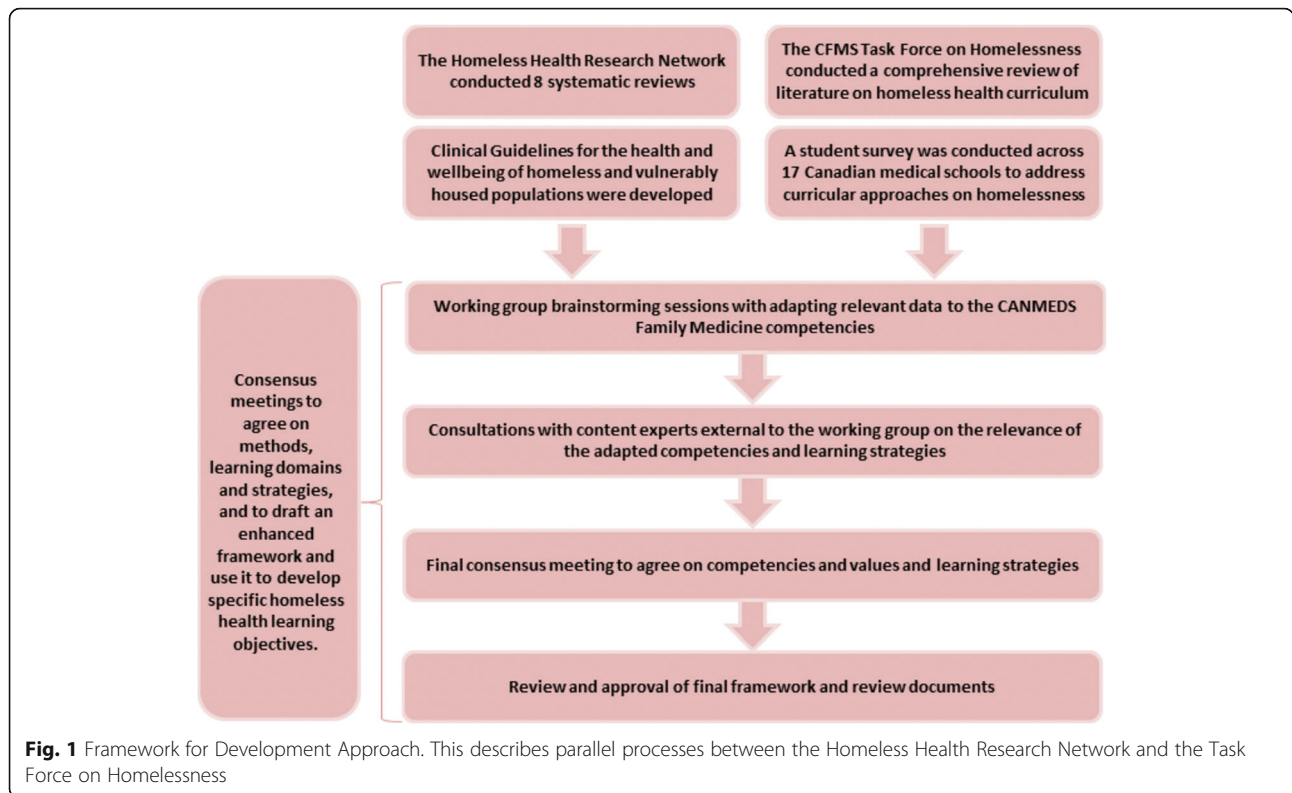 The Homeless Health Research Network
conducted 8 systematic reviews
The CFMS Task Force on Homelessness
conducted a comprehensive review of
literature on homeless health curriculum
Clinical Guidelines for the health and
wellbeing of homeless and vulnerably
housed populations were developed
A student survey was conducted across
17 Canadian medical schools to address
curricular approaches on homelessness
Consensus
meetings to
agree on
methods,
learning domains
and strategies,
and to draft an
enhanced
framework and
use it to develop
specific homeless
health learning
objectives.
Working group brainstorming sessions with adapting relevant data to the CANMEDS
Family Medicine competencies
Consultations with content experts external to the working group on the relevance of
the adapted competencies and learning strategies
Final consensus meeting to agree on competencies and values and learning strategies
Review and approval of final framework and review documents
Fig. 1 Framework for Development Approach. This describes parallel processes between the Homeless Health Research Network and the Task
Force on Homelessness